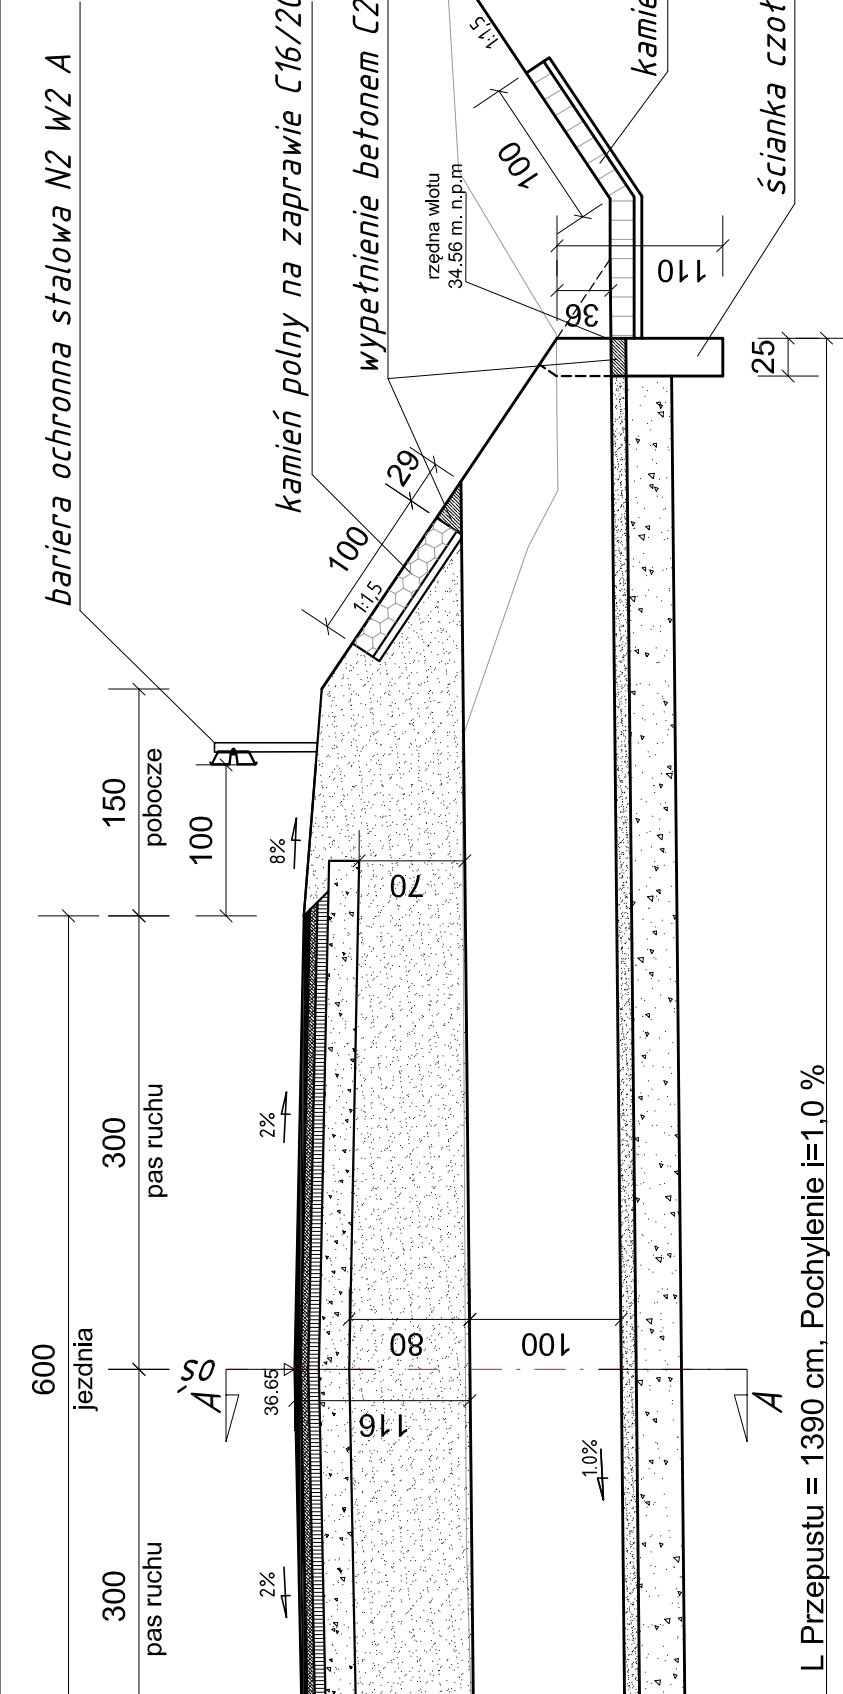 bariera ochronna stalowa N2 W2 A
kamień polny na zaprawie C16/20
wypełnienie betonem C2
rzędna wlotu
34.56 m. n.p.m
1:1,5
kamie
ścianka czoł
100
36
110
25
29
100
1:1,5
150
pobocze
100
8%
70
300
pas ruchu
2%
600
jezdnia
oś
36.65
A
80
100
116
1.0%
A
300
pas ruchu
2%
L Przepustu = 1390 cm, Pochylenie i=1,0 %